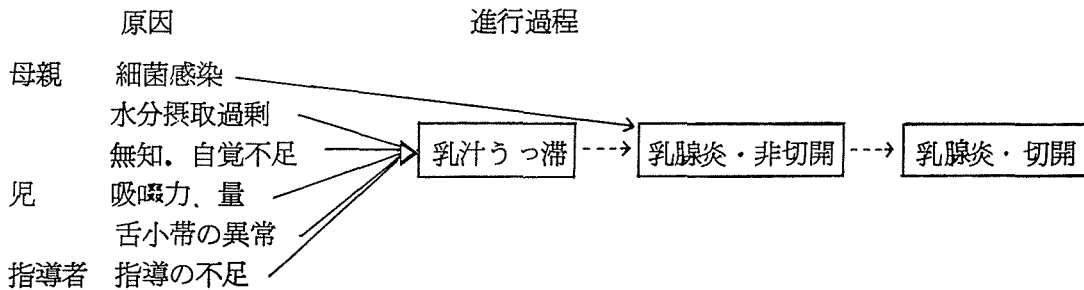 原因 進行過程
母親 細菌感染
水分摂取過剰
無知．自覚不足 乳汁うっ滞 乳腺炎・非切開 乳腺炎・切開
児 吸啜力、量
舌小帯の異常
指導者 指導の不足